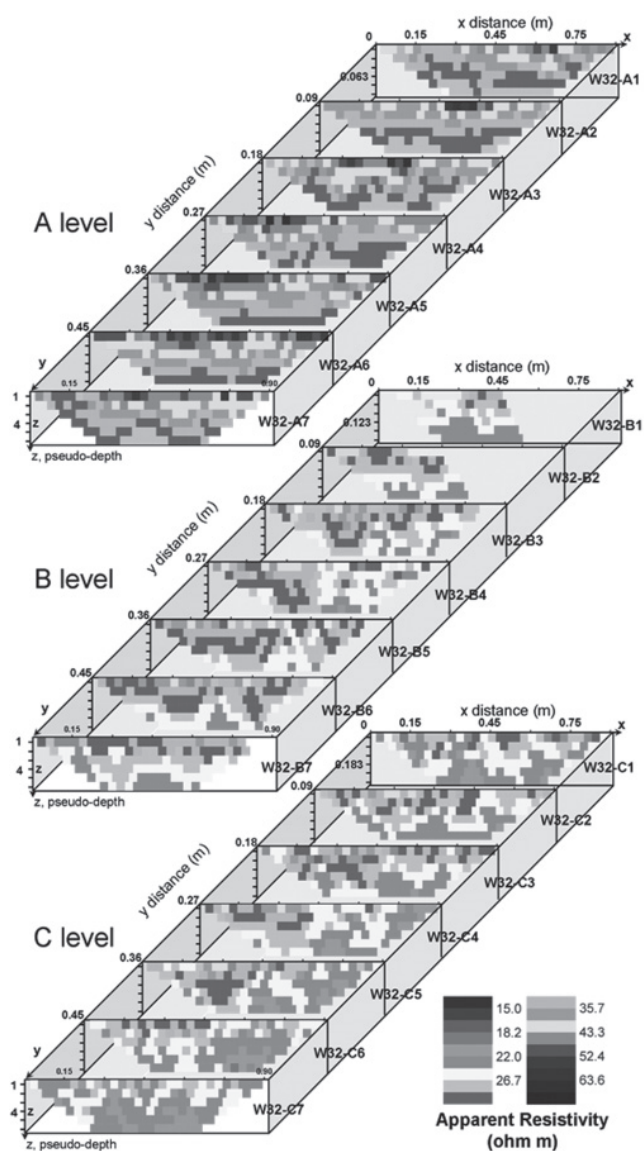 x distance (m)
0 0.15 0.45 0.75 x
0.063
W32-A1
0.09
W32-A2
0.18
y distance (m)
W32-A3
A level
0.27
W32-A4
0.36
W32-A5
0.45
W32-A6
y
0.15 0.90
1
4 z
W32-A7
z, pseudo-depth
x distance (m)
0 0.15 0.45 0.75 x
0.123
W32-B1
0.09
W32-B2
0.18
y distance (m)
W32-B3
B level
0.27
W32-B4
0.36
W32-B5
0.45
W32-B6
y
0.15 0.90
1
4 z
W32-B7
z, pseudo-depth
x distance (m)
0 0.15 0.45 0.75 x
0.183
W32-C1
0.09
W32-C2
0.18
y distance (m)
W32-C3
C level
0.27
W32-C4
0.36
W32-C5
0.45
W32-C6
y
0.15 0.90
1
4 z
W32-C7
z, pseudo-depth
15.0 35.7
18.2 43.3
22.0 52.4
26.7 63.6
Apparent Resistivity
(ohm m)